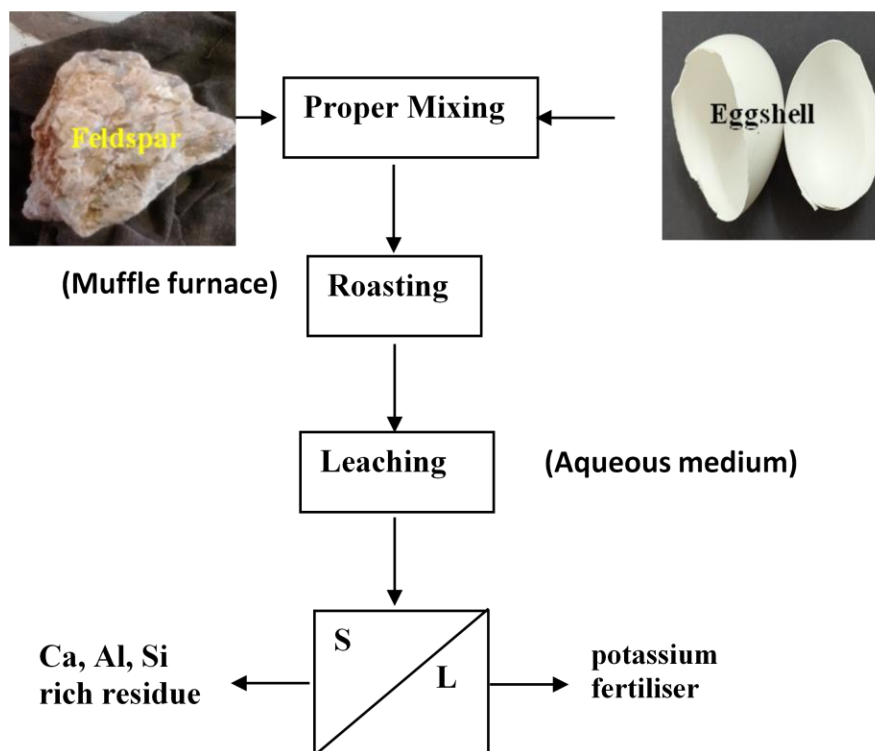 Feldspar
Proper Mixing
Eggshell
(Muffle furnace)
Roasting
Leaching
(Aqueous medium)
S
L
Ca, Al, Si
rich residue
potassium
fertiliser